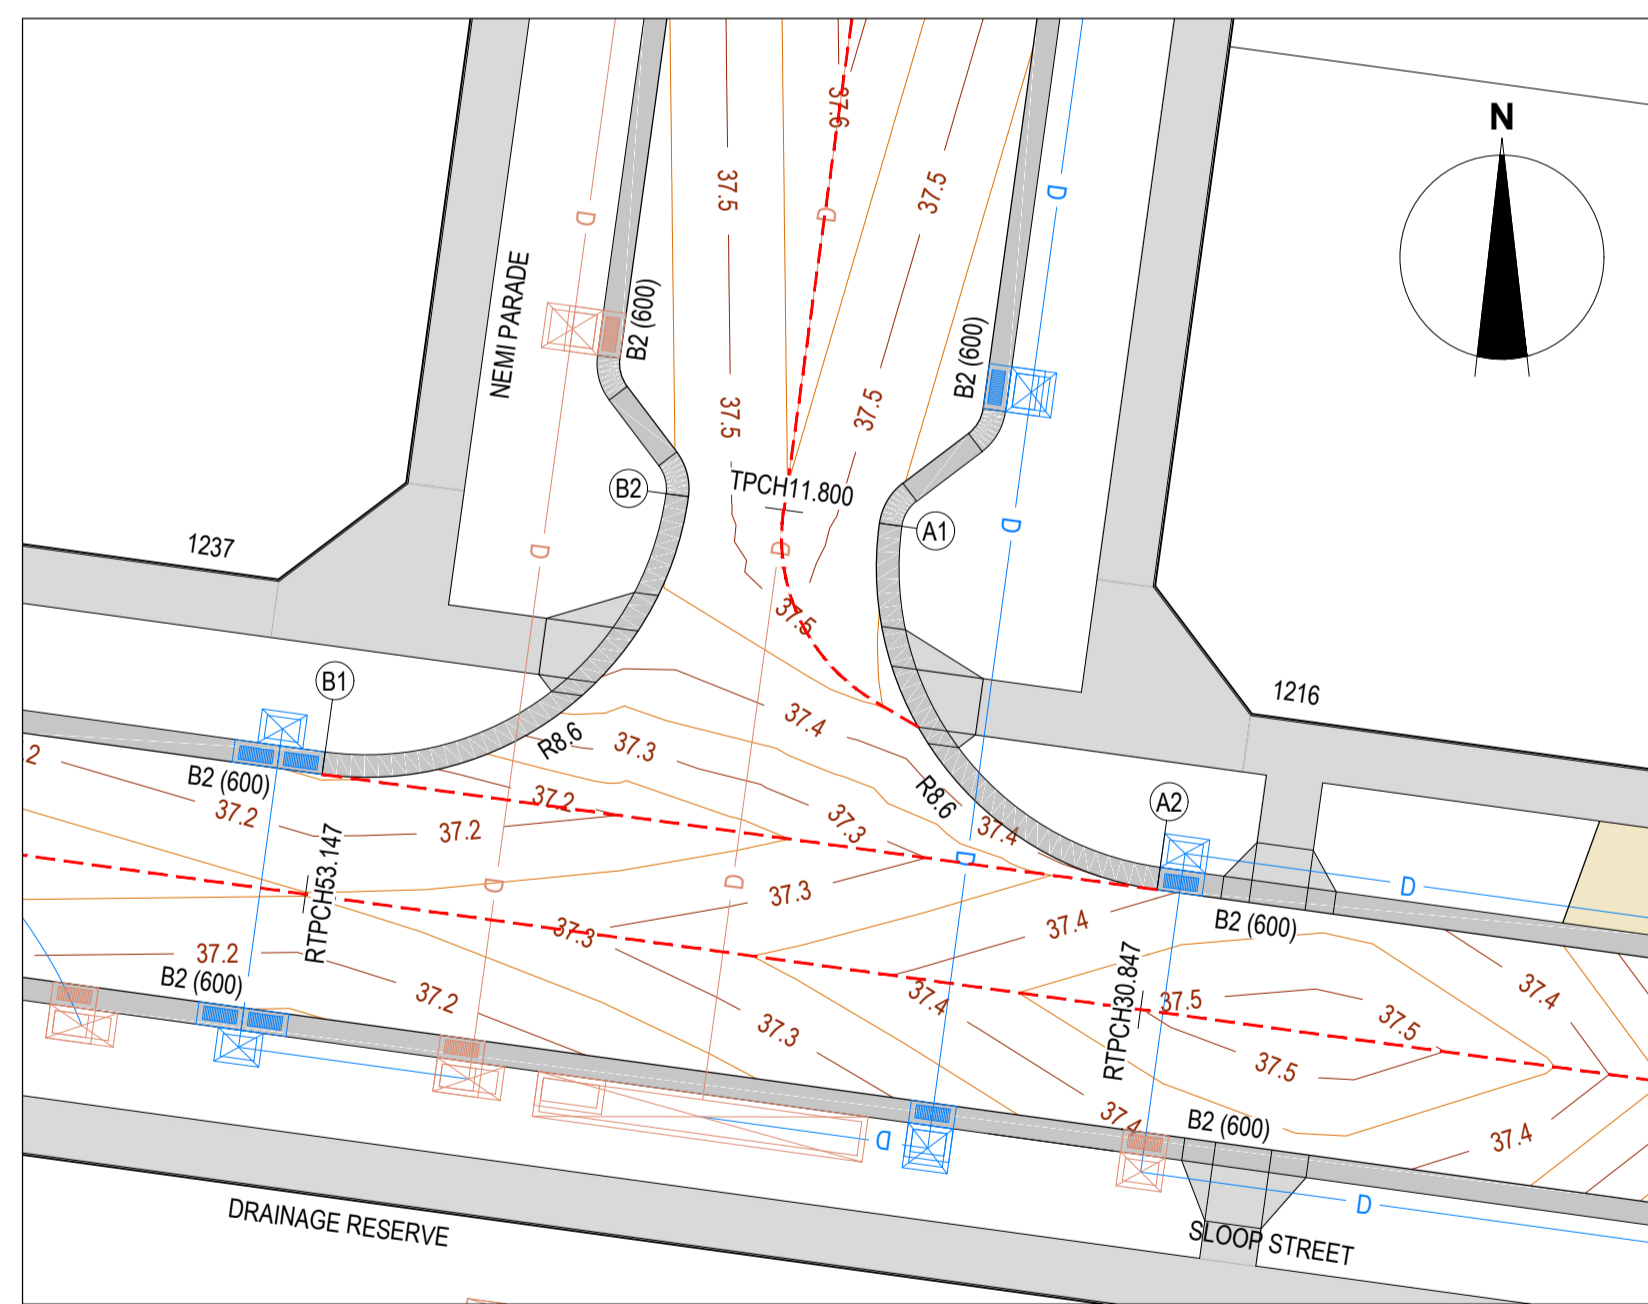 N
37.6
D
37.5
37.5
D
D
NEMI PARADE
B2 (600)
B2 (600)
37.5
37.5
TPCH11.800
B2
A1
D
D
D
1237
37.5
B1
1216
37.4
R8.6
37.3
2
B2 (600)
37.2
37.2
37.2
37.3
R8.6
37.4
A2
RTPCH53.147
D
D
D
D
37.3
37.4
B2 (600)
37.3
37.2
B2 (600)
37.2
37.4
37.3
RTPCH30.847
37.5
37.5
37.4
37.5
37.4
B2 (600)
37.4
D
D
DRAINAGE RESERVE
SLOOP STREET